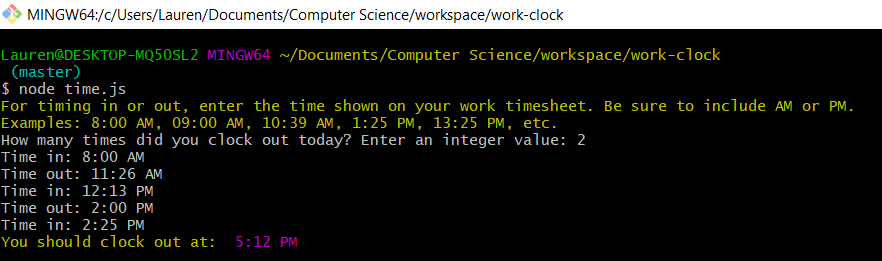 MINGW64:/c/Users/Lauren/Documents/Computer Science/workspace/work-clock
Lauren@DESKTOP-MQ5OSL2 MINGW64 ~/Documents/Computer Science/workspace/work-clock
(master)
$ node time.js
For timing in or out, enter the time shown on your work timesheet. Be sure to include AM or PM.
Examples: 8:00 AM, 09:00 AM, 10:39 AM, 1:25 PM, 13:25 PM, etc.
How many times did you clock out today? Enter an integer value: 2
Time in: 8:00 AM
Time out: 11:26 AM
Time in: 12:13 PM
Time out: 2:00 PM
Time in: 2:25 PM
You should clock out at:  5:12 PM